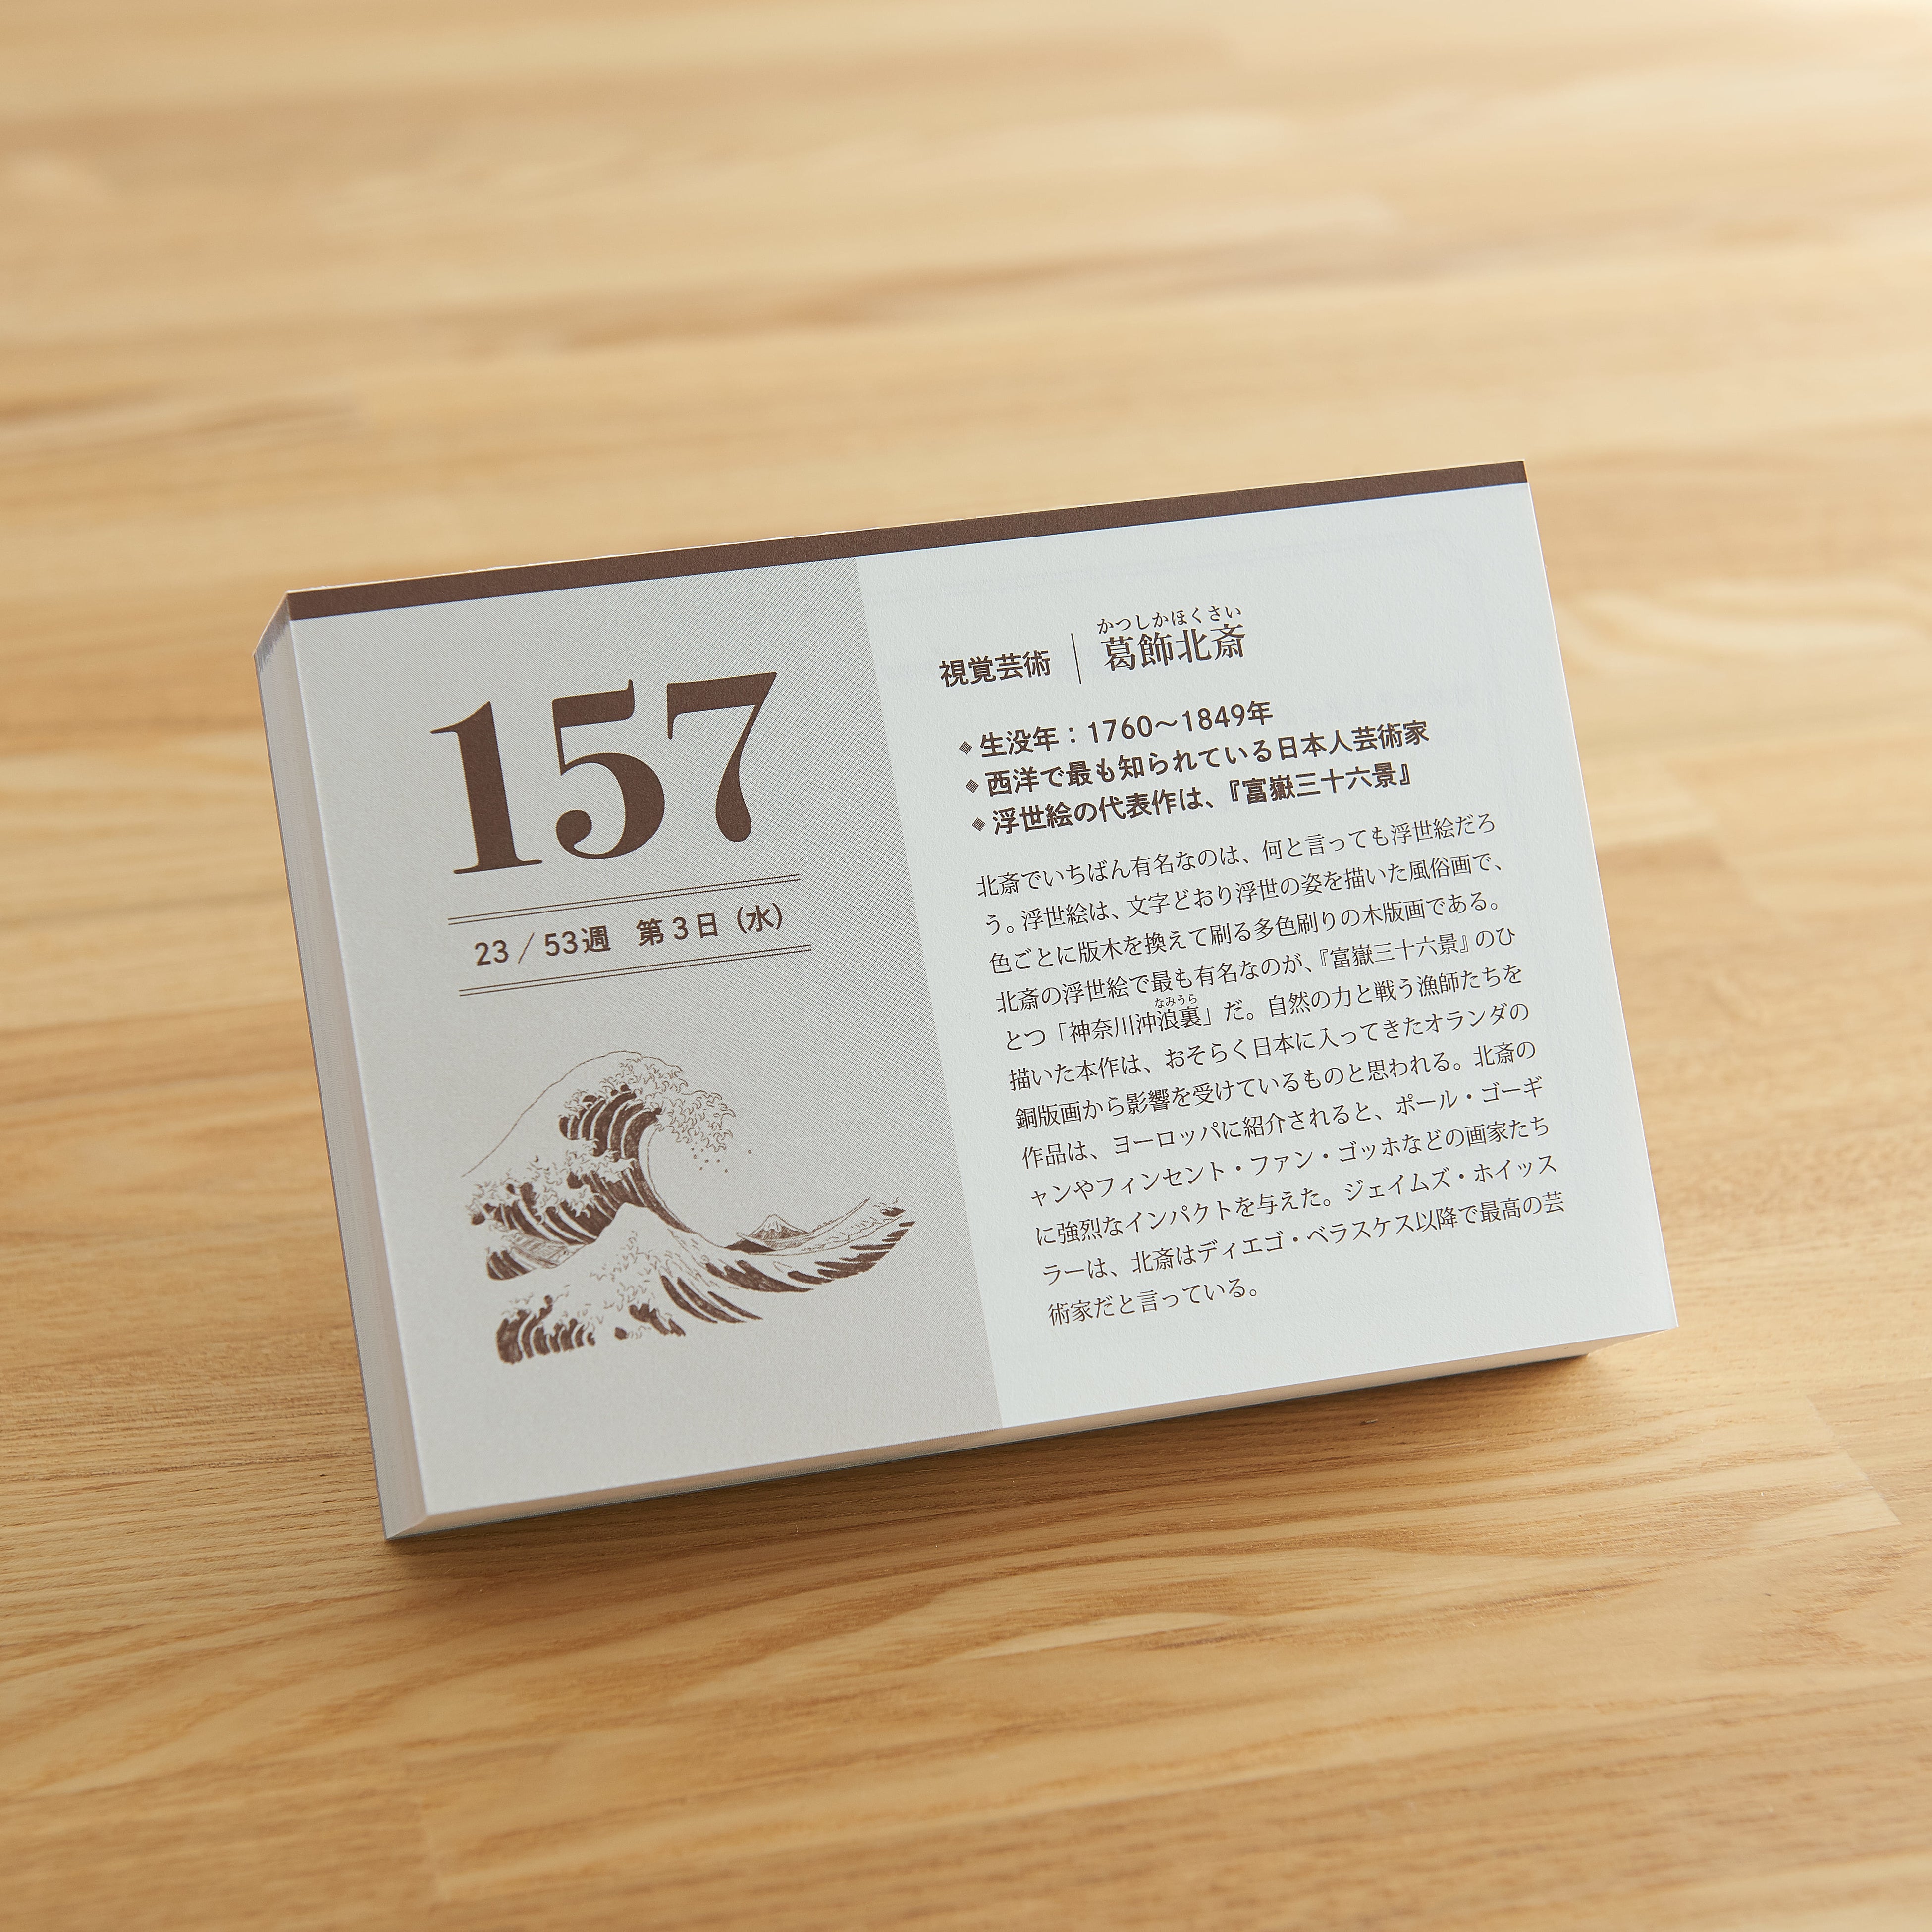 157
23／53週 第3日（水）
視覚芸術｜葛飾北斎
かつしかほくさい
◆生没年：1760〜1849年
◆西洋で最も知られている日本人芸術家
◆浮世絵の代表作は、『富嶽三十六景』
北斎でいちばん有名なのは、何と言っても浮世絵だろ
う。浮世絵は、文字どおり浮世の姿を描いた風俗画で、
色ごとに版木を換えて刷る多色刷りの木版画である。
北斎の浮世絵で最も有名なのが、『富嶽三十六景』のひ
なみうら
とつ「神奈川沖浪裏」だ。自然の力と戦う漁師たちを
描いた本作は、おそらく日本に入ってきたオランダの
銅版画から影響を受けているものと思われる。北斎の
作品は、ヨーロッパに紹介されると、ポール・ゴーギ
ャンやフィンセント・ファン・ゴッホなどの画家たち
に強烈なインパクトを与えた。ジェイムズ・ホイッス
ラーは、北斎はディエゴ・ベラスケス以降で最高の芸
術家だと言っている。